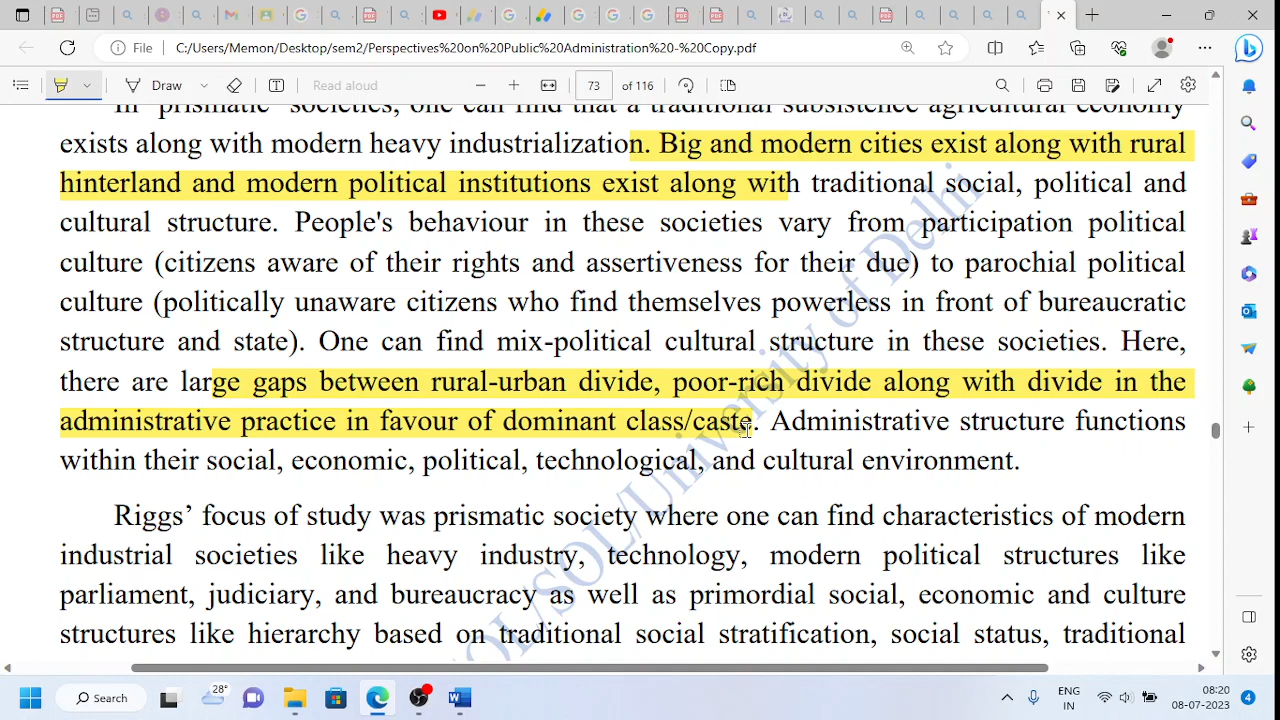 File
C:/Users/Memon/Desktop/sem2/Perspectives%20on%20Public%20Administration%20-%20Copy.pdf
Draw
Read aloud
73
of 116
In 'prismatic' societies, one can find that a traditional subsistence agricultural economy
exists along with modern heavy industrialization. Big and modern cities exist along with rural
hinterland and modern political institutions exist along with traditional social, political and
cultural structure. People's behaviour in these societies vary from participation political
culture (citizens aware of their rights and assertiveness for their due) to parochial political
culture (politically unaware citizens who find themselves powerless in front of bureaucratic
structure and state). One can find mix-political cultural structure in these societies. Here,
there are large gaps between rural-urban divide, poor-rich divide along with divide in the
administrative practice in favour of dominant class/caste. Administrative structure functions
within their social, economic, political, technological, and cultural environment.
Riggs' focus of study was prismatic society where one can find characteristics of modern
industrial societies like heavy industry, technology, modern political structures like
parliament, judiciary, and bureaucracy as well as primordial social, economic and culture
structures like hierarchy based on traditional social stratification, social status, traditional
OL/SOL/University of Delhi
28°
Search
ENG
IN
08:20
08-07-2023
4